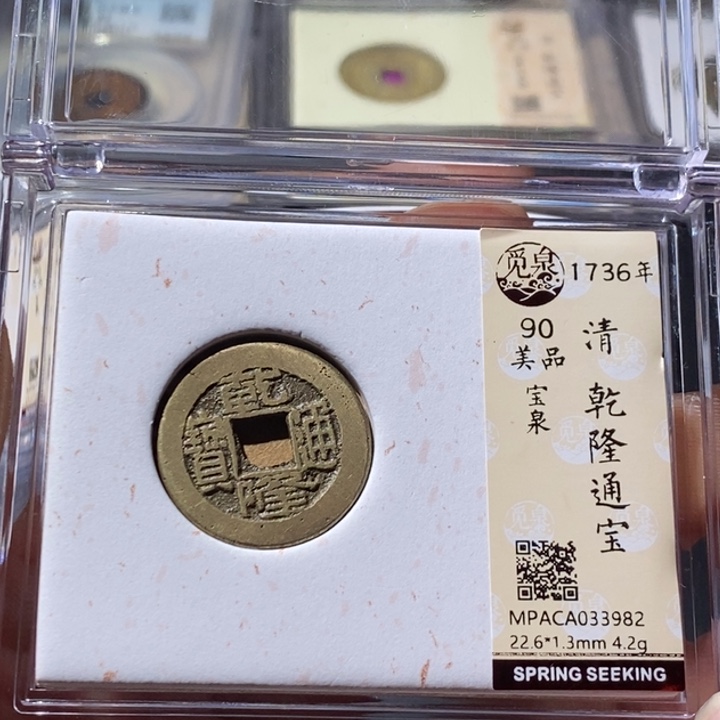 觅泉
1736年
90
美品
宝泉
清 乾隆通宝
MPACA033982
22.6*1.3mm 4.2g
SPRING SEEKING
乾隆通寶